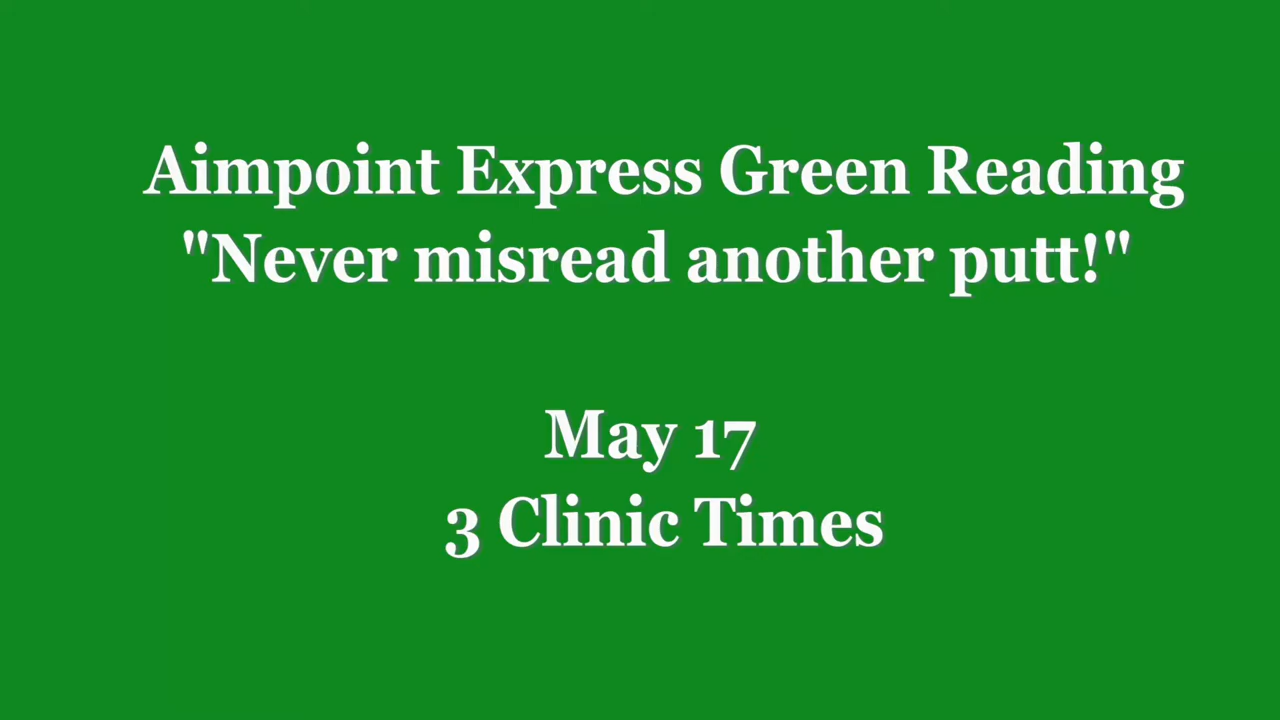 Aimpoint Express Green Reading
"Never misread another putt!"
May 17
3 Clinic Times